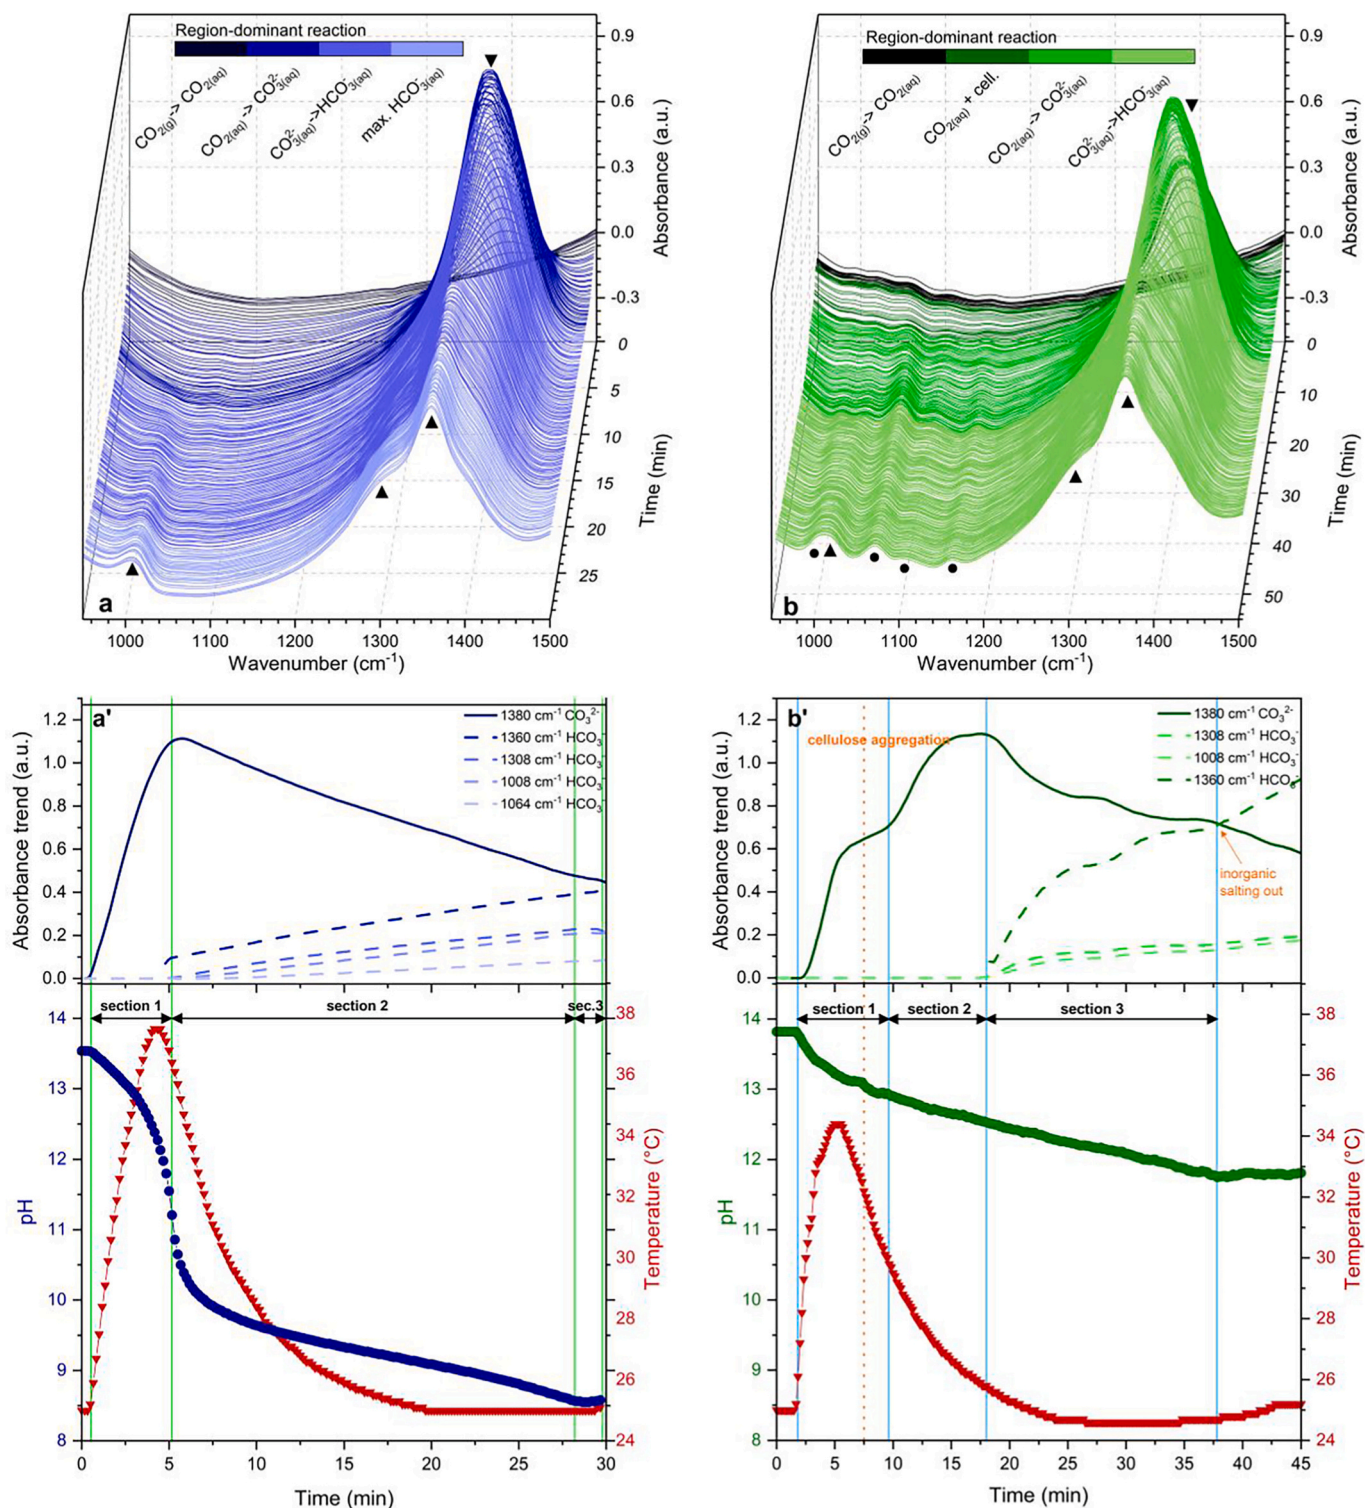 Region-dominant reaction
CO2(g)-> CO2(aq)
CO2(aq)-> CO3(aq)2-
CO3(aq)2-->HCO3(aq)-
max. HCO3(aq)-
0.9
0.6
0.3
0.0
-0.3
Absorbance (a.u.)
0
5
10
15
20
25
Time (min)
a
1000
1100
1200
1300
1400
1500
Wavenumber (cm-1)
Region-dominant reaction
CO2(g)-> CO2(aq)
CO2(aq) + cell.
CO2(aq)-> CO3(aq)2-
CO3(aq)2-->HCO3(aq)-
0.9
0.6
0.3
0.0
-0.3
Absorbance (a.u.)
0
10
20
30
40
50
Time (min)
b
1000
1100
1200
1300
1400
1500
Wavenumber (cm-1)
a'
1380 cm-1 CO32-
1360 cm-1 HCO3
1308 cm-1 HCO3
1008 cm-1 HCO3
1064 cm-1 HCO3
1.2
1.0
0.8
0.6
0.4
0.2
0.0
Absorbance trend (a.u.)
section 1
section 2
sec.3
14
13
12
11
10
9
8
pH
38
36
34
32
30
28
26
24
Temperature (°C)
0
5
10
15
20
25
30
Time (min)
b'
1380 cm-1 CO32-
1308 cm-1 HCO3-
1008 cm-1 HCO3-
cellulose aggregation
inorganic
salting out
1.2
1.0
0.8
0.6
0.4
0.2
0.0
Absorbance trend (a.u.)
section 1
section 2
section 3
14
13
12
11
10
9
8
pH
38
36
34
32
30
28
26
24
Temperature (°C)
0
5
10
15
20
25
30
35
40
45
Time (min)